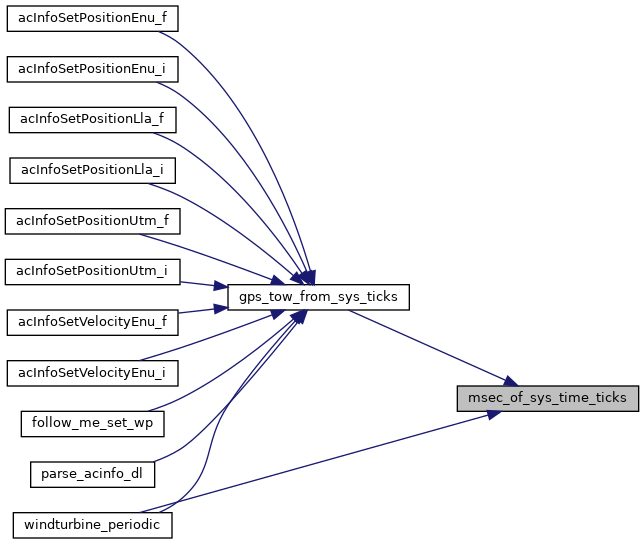 acInfoSetPositionEnu_f
acInfoSetPositionEnu_i
acInfoSetPositionLla_f
acInfoSetPositionLla_i
acInfoSetPositionUtm_f
acInfoSetPositionUtm_i
gps_tow_from_sys_ticks
acInfoSetVelocityEnu_f
acInfoSetVelocityEnu_i
msec_of_sys_time_ticks
follow_me_set_wp
parse_acinfo_dl
windturbine_periodic